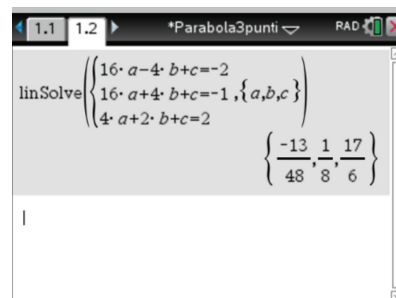 1.1 1.2 *Parabola3punti RAD
16·a-4·b+c=-2
linSolve({16·a+4·b+c=-1 ,{a,b,c})
4·a+2·b+c=2
{-13/48, 1/8, 17/6}